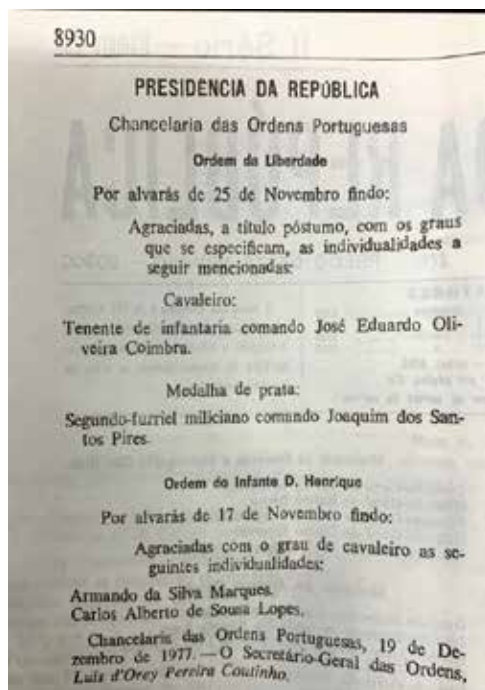 8930
PRESIDÊNCIA DA REPÚBLICA
Chancelaria das Ordens Portuguesas
Ordem da Liberdade
Por alvarás de 25 de Novembro findo:
Agraciadas, a título póstumo, com os graus
que se especificam, as individualidades a
seguir mencionadas:
Cavaleiro:
Tenente de infantaria comando José Eduardo Oli-
veira Coimbra.
Medalha de prata:
Segundo-furriel miliciano comando Joaquim dos San-
tos Pires.
Ordem do Infante D. Henrique
Por alvarás de 17 de Novembro findo:
Agraciadas com o grau de cavaleiro as se-
guintes individualidades:
Armando da Silva Marques.
Carlos Alberto de Sousa Lopes.
Chancelaria das Ordens Portuguesas, 19 de De-
zembro de 1977. — O Secretário-Geral das Ordens,
Luís d'Orey Pereira Coutinho.